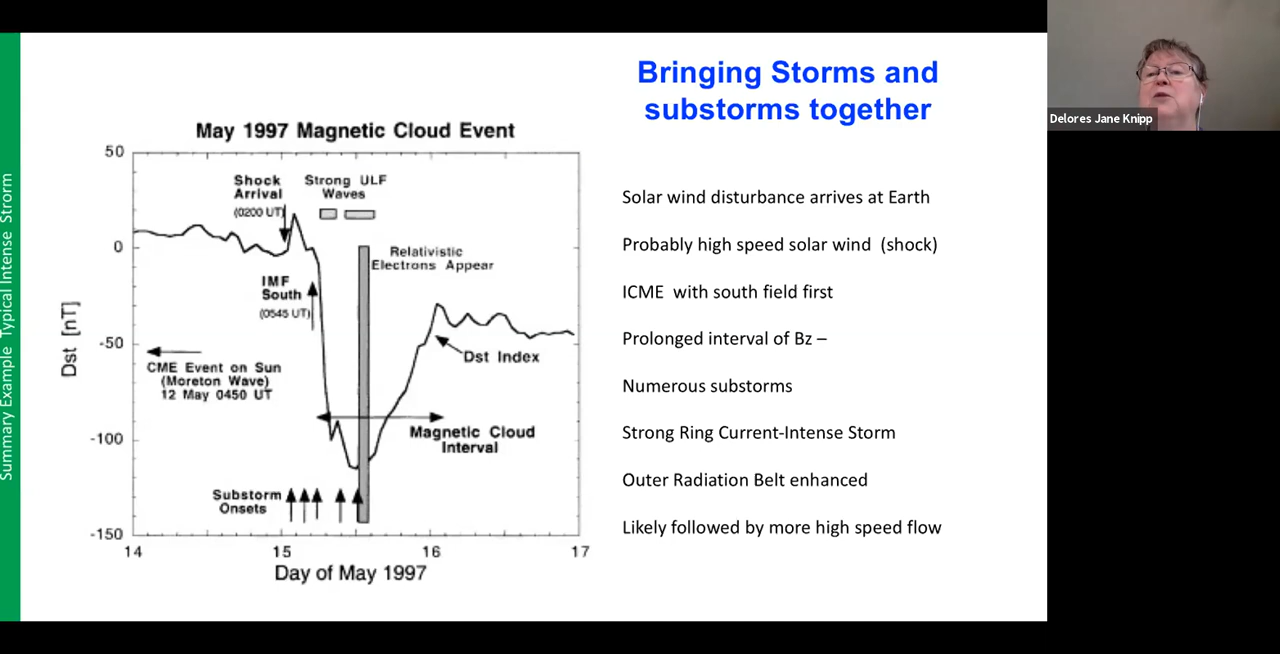 Summary Example Typical Intense Strorm
Bringing Storms and
substorms together
May 1997 Magnetic Cloud Event
50
0
-50
-100
-150
Dst [nT]
Shock
Arrival
(0200 UT)
Strong ULF
Waves
Relativistic
Electrons Appear
IMF
South
(0545 UT)
CME Event on Sun
(Moreton Wave)
12 May 0450 UT
Dst Index
Magnetic Cloud
Interval
Substorm
Onsets
14
15
16
17
Day of May 1997
Solar wind disturbance arrives at Earth
Probably high speed solar wind (shock)
ICME with south field first
Prolonged interval of Bz –
Numerous substorms
Strong Ring Current-Intense Storm
Outer Radiation Belt enhanced
Likely followed by more high speed flow
Delores Jane Knipp